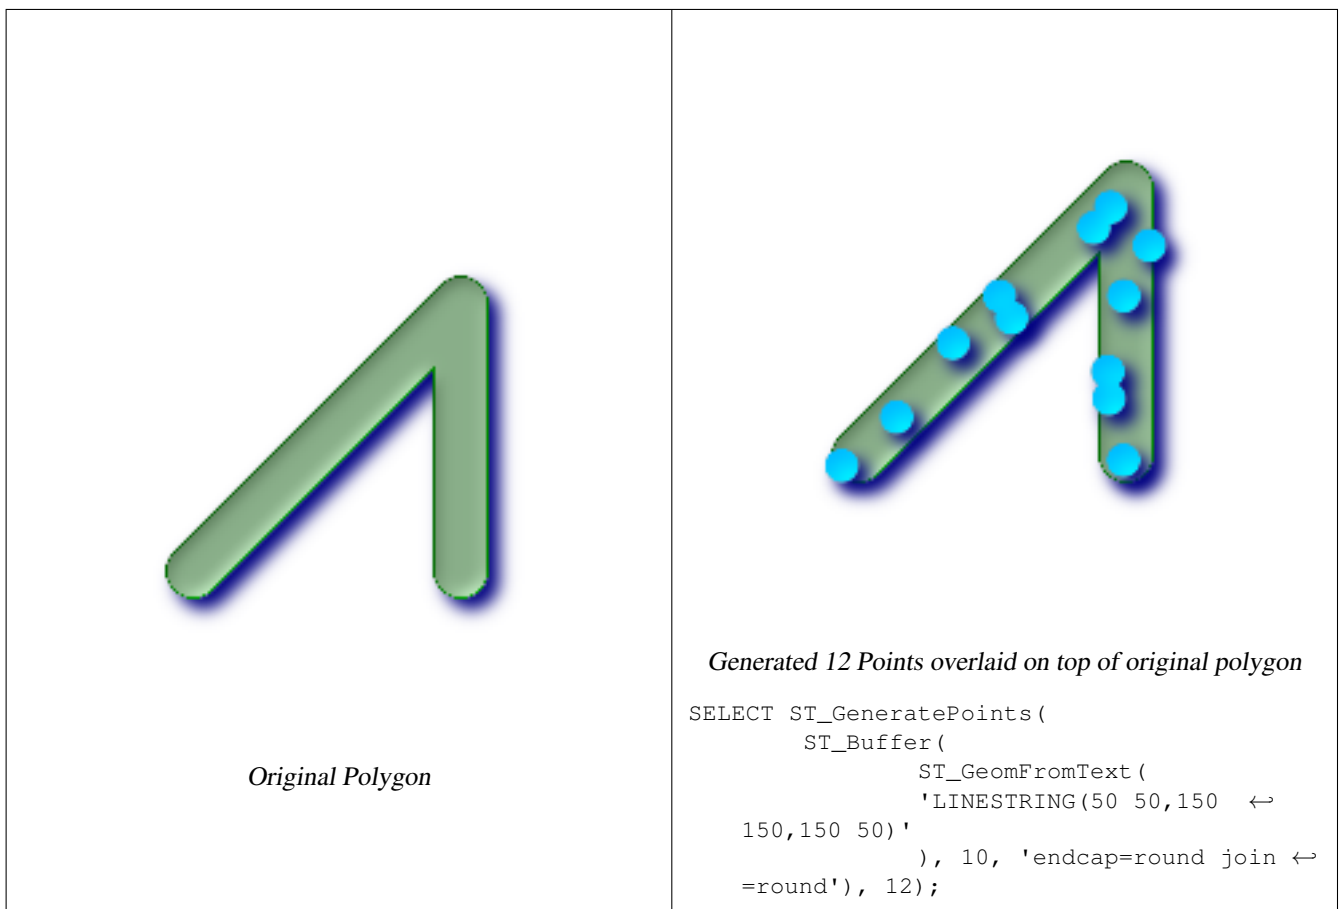 Original Polygon
Generated 12 Points overlaid on top of original polygon
SELECT ST_GeneratePoints(
ST_Buffer(
ST_GeomFromText(
'LINESTRING(50 50,150 ↩
150,150 50)'
), 10, 'endcap=round join ↩
=round'), 12);